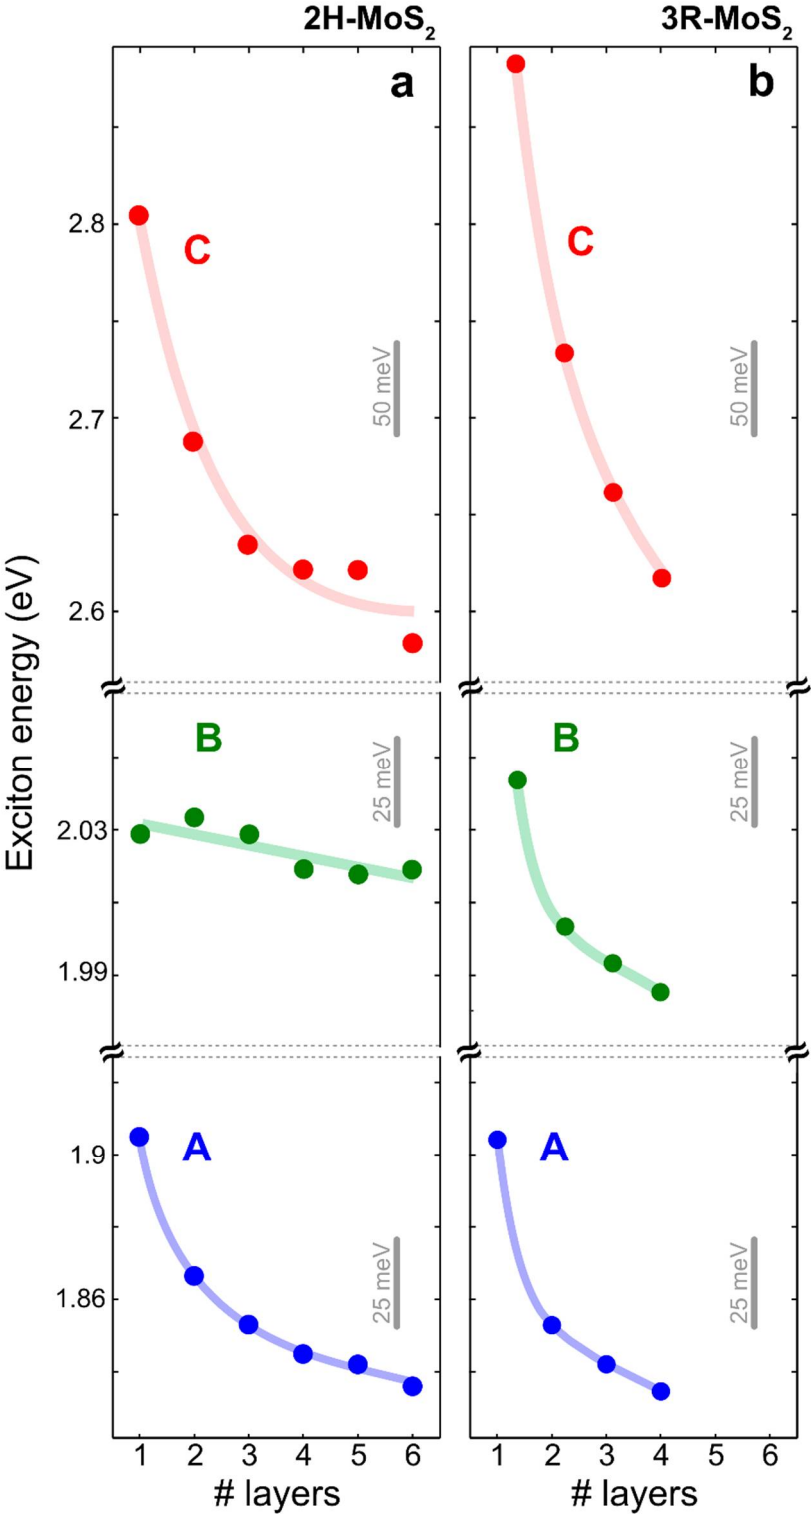 2H-MoS2
3R-MoS2
a
b
C
C
2.8
50 meV
50 meV
2.7
2.6
Exciton energy (eV)
B
B
25 meV
25 meV
2.03
1.99
A
A
1.9
25 meV
25 meV
1.86
1 2 3 4 5 6
1 2 3 4 5 6
# layers
# layers